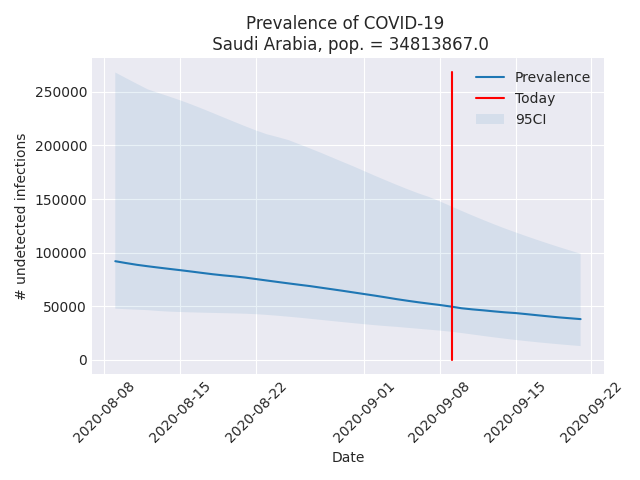 Prevalence of COVID-19
Saudi Arabia, pop. = 34813867.0
Prevalence
Today
95CI
250000
200000
150000
100000
50000
0
# undetected infections
2020-08-08
2020-08-15
2020-08-22
2020-09-01
2020-09-08
2020-09-15
2020-09-22
Date